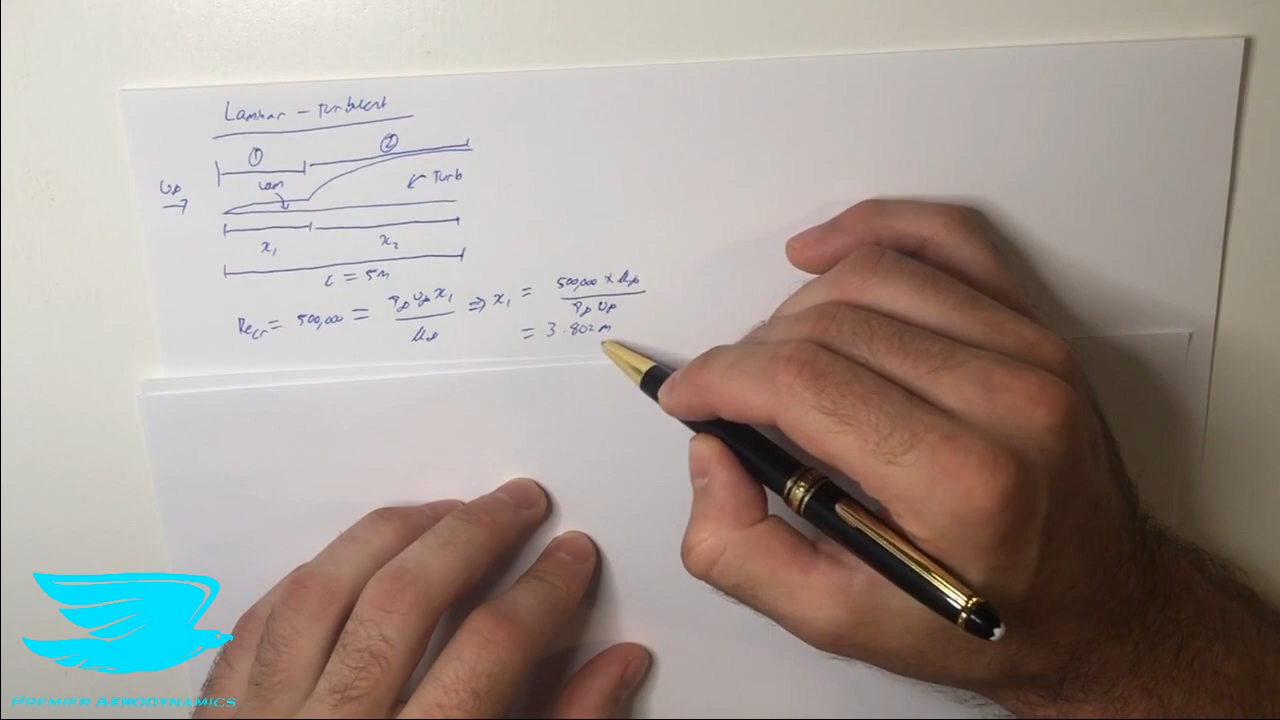 Laminar - Turbulent
① ②
U∞ → Lam Turb
x₁ x₂
L = 5m
Re_cr = 500,000 = ρ∞ U∞ x₁ / μ∞ ⇒ x₁ = 500,000 × μ∞ / ρ∞ U∞
= 3.802 m
PREMIER AERODYNAMICS